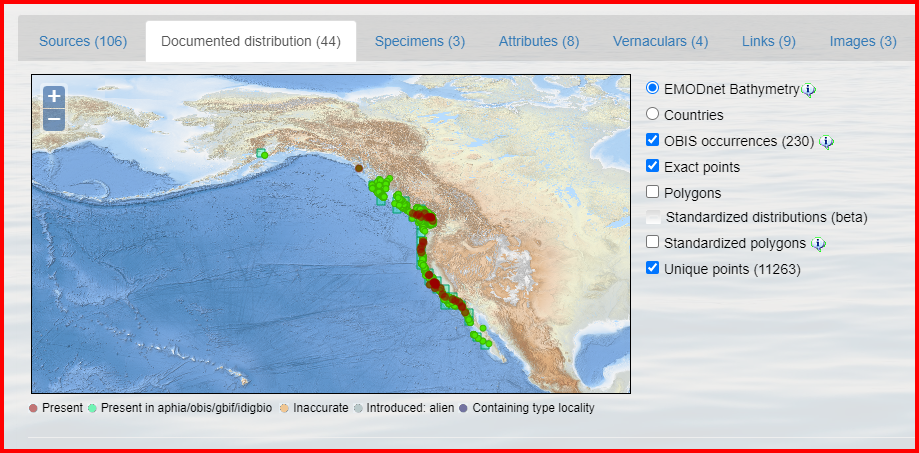 Sources (106) Documented distribution (44) Specimens (3) Attributes (8) Vernaculars (4) Links (9) Images (3)
+
−
EMODnet Bathymetry
Countries
OBIS occurrences (230)
Exact points
Polygons
Standardized distributions (beta)
Standardized polygons
Unique points (11263)
Present Present in aphia/obis/gbif/idigbio Inaccurate Introduced: alien Containing type locality